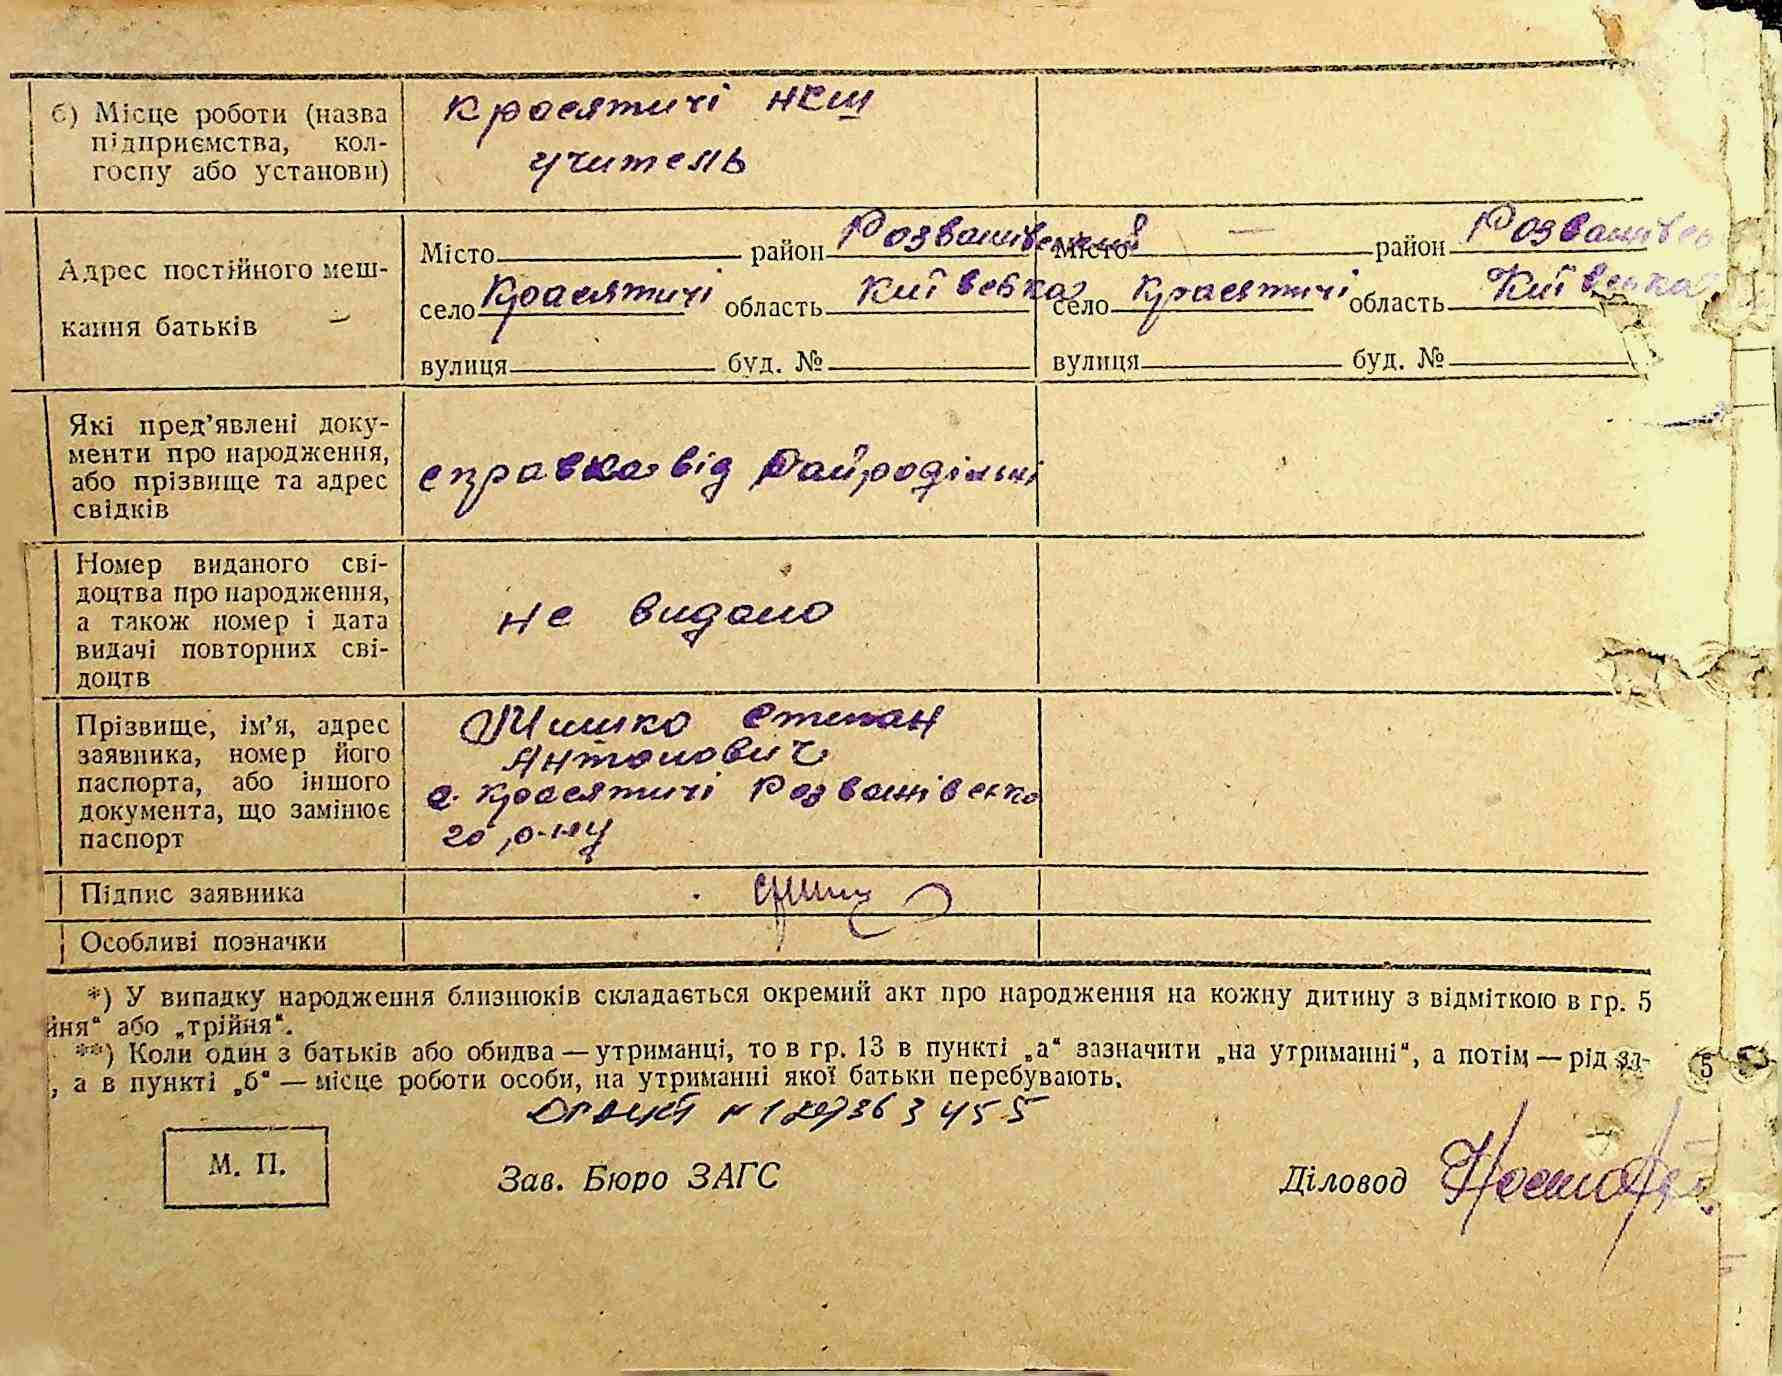 б) Місце роботи (назва
підприємства, кол-
госпу або установи)
Красятичі НСШ
учитель
Адрес постійного меш-
кання батьків –
Місто район Розважівський
село Красятичі область Київська
вулиця буд. №
Місто — район Розважівсь
село Красятичі область Київська
вулиця буд. №
Які пред’явлені доку-
менти про народження,
або прізвище та адрес
свідків
справка від
Номер виданого сві-
доцтва про народження,
а також номер і дата
видачі повторних сві-
доцтв
не видано
Прізвище, ім’я, адрес
заявника, номер його
паспорта, або іншого
документа, що замінює
паспорт
Степан
Антонович
с. Красятичі Розважівсько
го р-ну
Підпис заявника
Особливі позначки
*) У випадку народження близнюків складається окремий акт про народження на кожну дитину з відміткою в гр. 5
йня“ або „трійня“.
**) Коли один з батьків або обидва — утриманці, то в гр. 13 в пункті „а“ зазначити „на утриманні“, а потім — рід за-
, а в пункті „б“ — місце роботи особи, на утриманні якої батьки перебувають.
5
М. П.
Зав. Бюро ЗАГС
Діловод